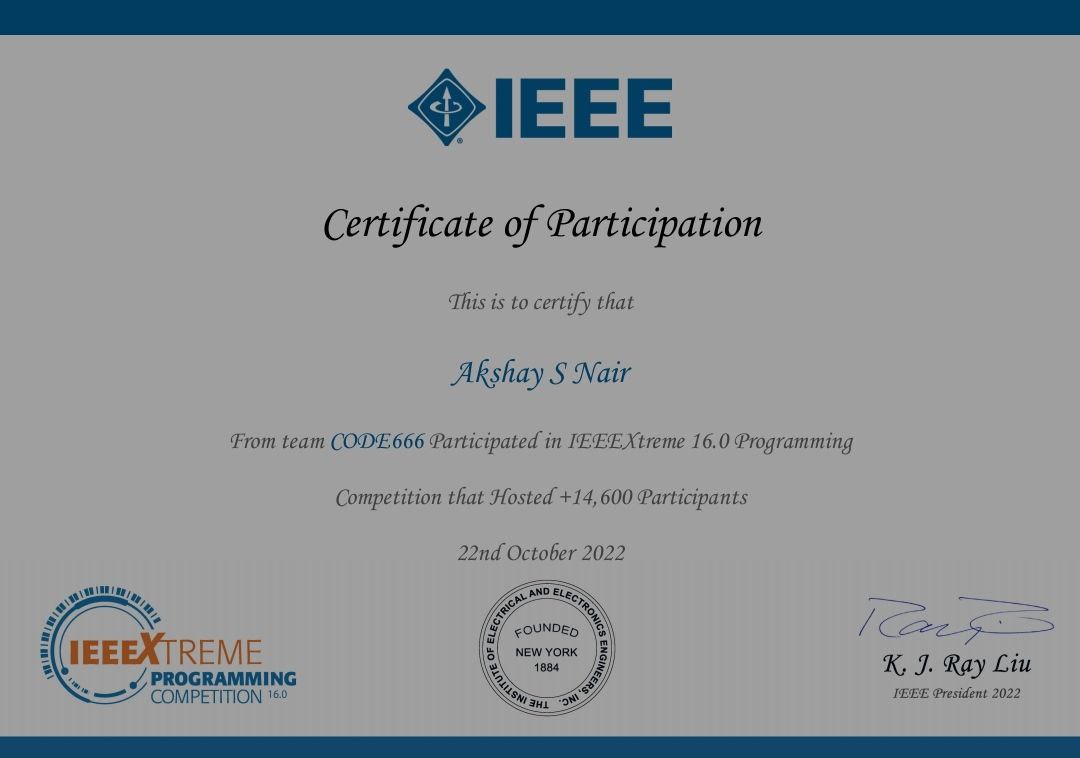 IEEE
Certificate of Participation
This is to certify that
Akshay S Nair
From team CODE666 Participated in IEEEXtreme 16.0 Programming
Competition that Hosted +14,600 Participants
22nd October 2022
IEEEXTREME
PROGRAMMING
COMPETITION 16.0
THE INSTITUTE OF ELECTRICAL AND ELECTRONICS ENGINEERS, INC.
FOUNDED
NEW YORK
1884
K. J. Ray Liu
IEEE President 2022